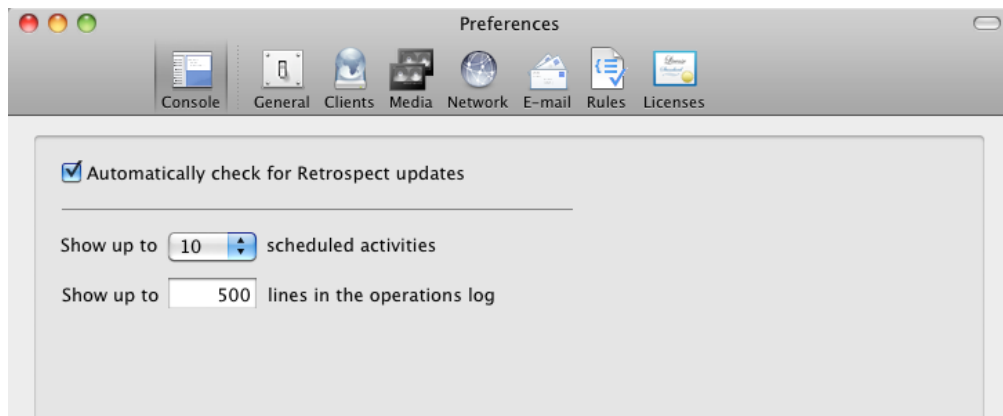 Preferences
Console General Clients Media Network E-mail Rules Licenses
Automatically check for Retrospect updates
Show up to 10 scheduled activities
Show up to 500 lines in the operations log